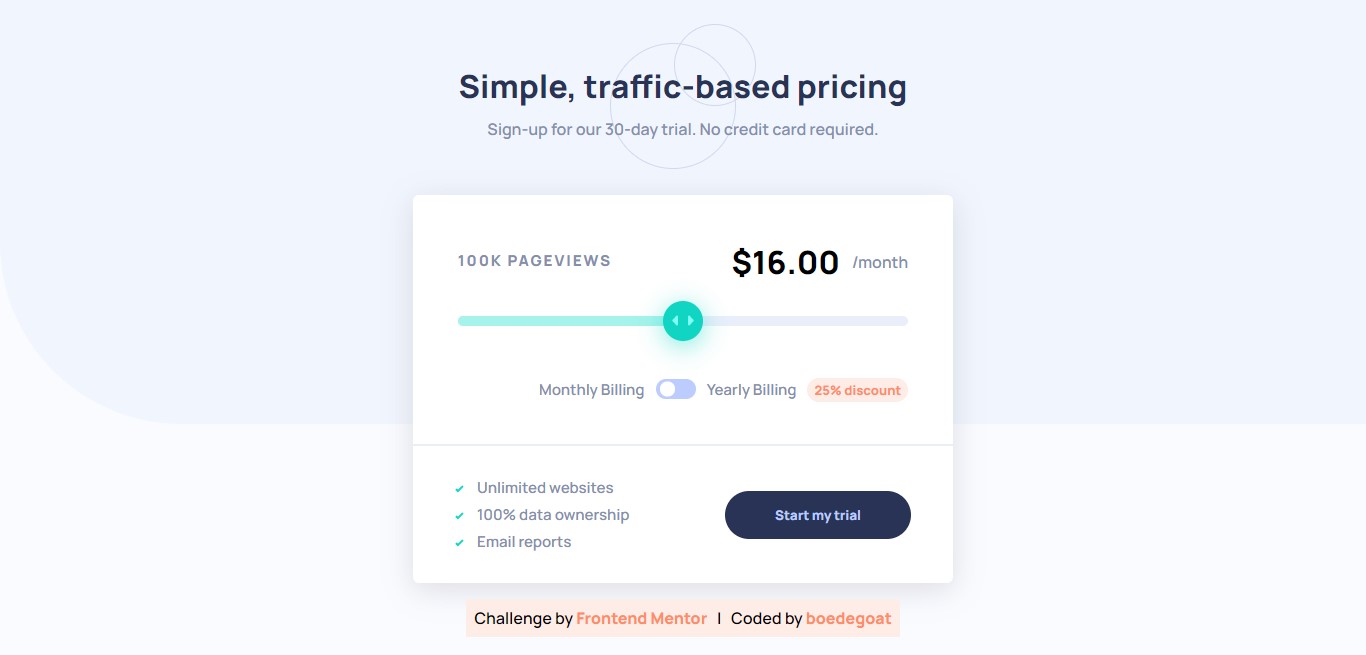 Simple, traffic-based pricing
Sign-up for our 30-day trial. No credit card required.
100K PAGEVIEWS
$16.00 /month
Monthly Billing Yearly Billing 25% discount
Unlimited websites
100% data ownership
Email reports
Start my trial
Challenge by Frontend Mentor | Coded by boedegoat